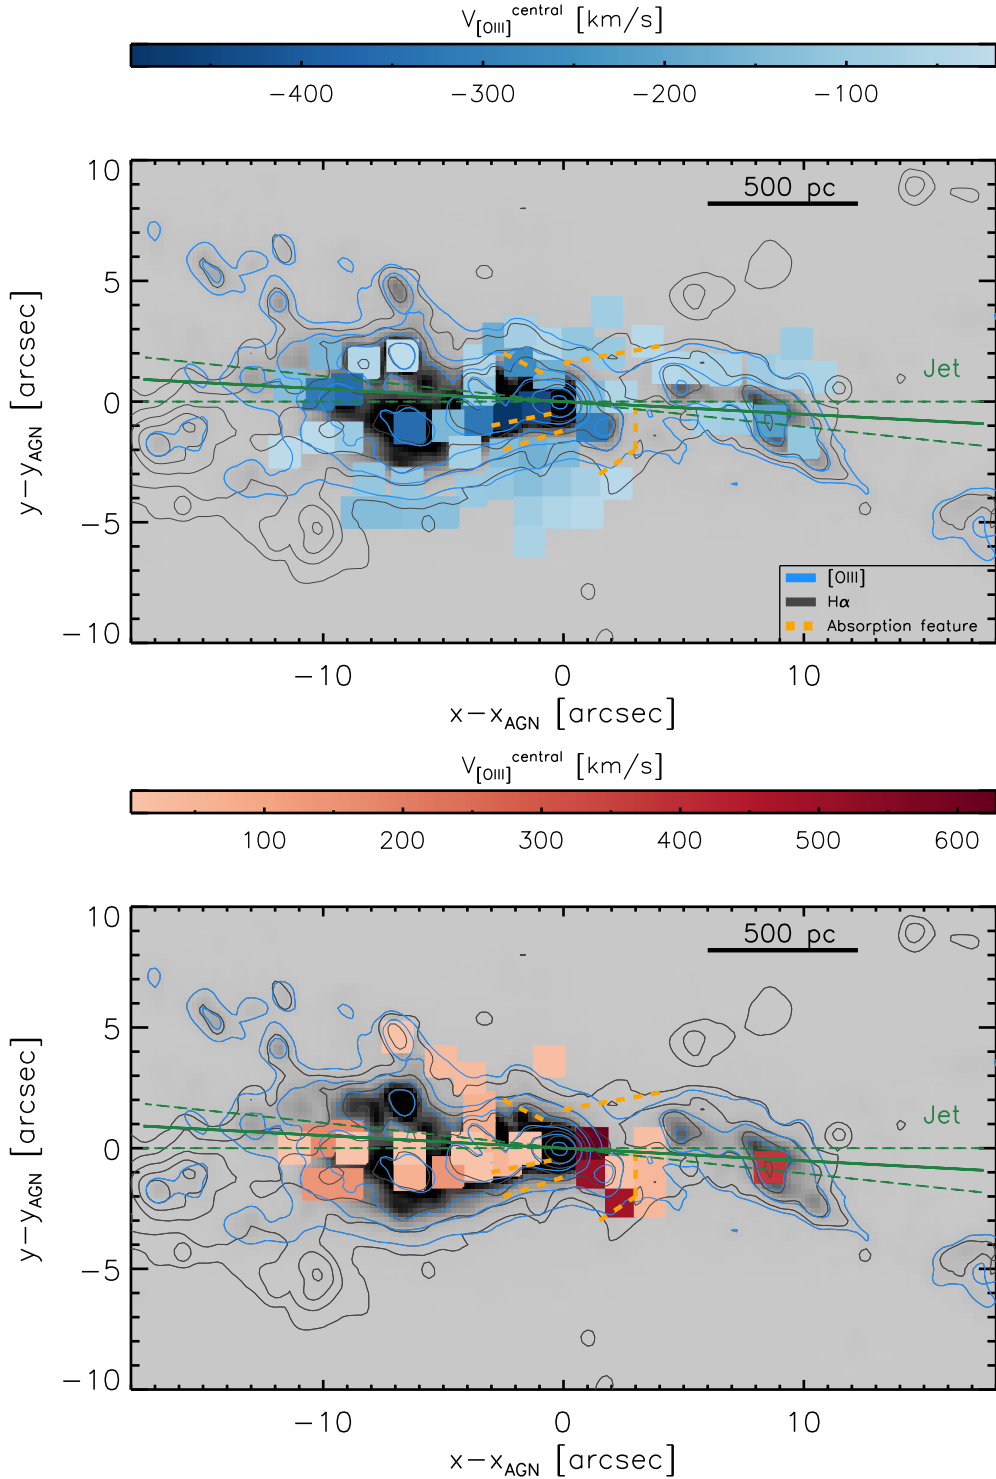 V[OIII]central [km/s]
−400 −300 −200 −100
500 pc
Jet
[OIII]
Hα
Absorption feature
10
5
0
−5
−10
y−yAGN [arcsec]
−10 0 10
x−xAGN [arcsec]
V[OIII]central [km/s]
100 200 300 400 500 600
500 pc
Jet
10
5
0
−5
−10
y−yAGN [arcsec]
−10 0 10
x−xAGN [arcsec]